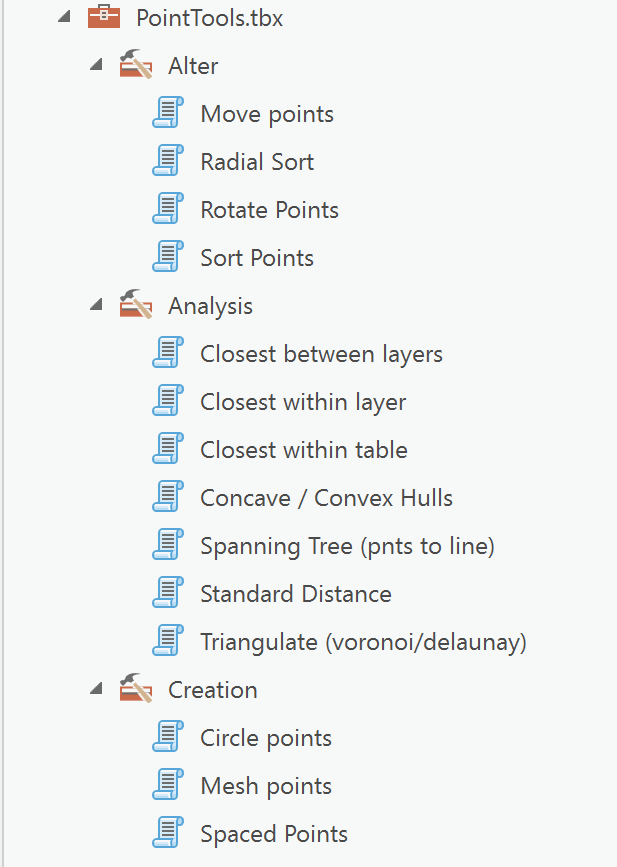 PointTools.tbx
Alter
Move points
Radial Sort
Rotate Points
Sort Points
Analysis
Closest between layers
Closest within layer
Closest within table
Concave / Convex Hulls
Spanning Tree (pnts to line)
Standard Distance
Triangulate (voronoi/delaunay)
Creation
Circle points
Mesh points
Spaced Points